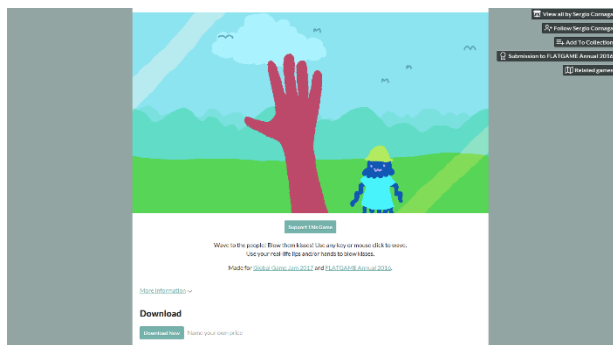 View all by Sergio Cornaga
Follow Sergio Cornaga
Add To Collection
Submission to FLATGAME Annual 2016
Related games
Support This Game
Wave to the people! Blow them kisses! Use any key or mouse click to wave.
Use your real-life lips and/or hands to blow kisses.
Made for Global Game Jam 2017 and FLATGAME Annual 2016.
More information
Download
Download Now
Name your own price